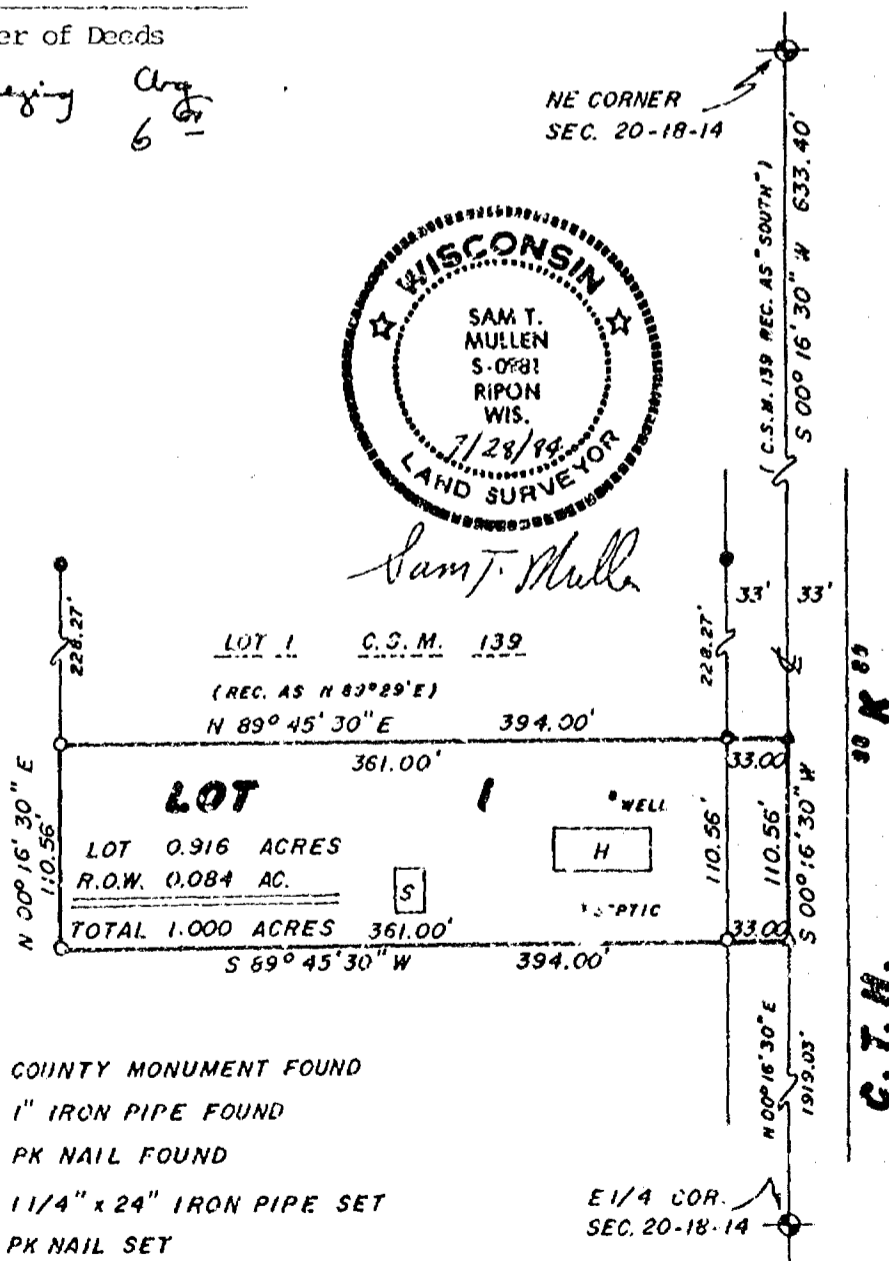 er of Deeds
6
NE CORNER
SEC. 20-18-14
(C.S.M. 139 REC. AS "SOUTH")
S 00° 16' 30" W 633.40'
WISCONSIN
SAM T.
MULLEN
RIPON
WIS.
7/28/84
LAND SURVEYOR
Sam T. Mullen
33' 33'
228.27'
228.27'
LOT 1 C.S.M. 139
(REC. AS N 89°29'E)
N 89° 45' 30" E 394.00'
361.00' 33.00
LOT 1
WELL
H
LOT 0.916 ACRES
R.O.W. 0.084 AC.
S
TOTAL 1.000 ACRES 361.00' 33.00
N 00° 16' 30" E
110.56'
110.56'
110.56'
S 00° 16' 30" W
S 89° 45' 30" W 394.00'
C.T.H. "K"
N 00° 16' 30" E
1919.03'
COUNTY MONUMENT FOUND
1" IRON PIPE FOUND
PK NAIL FOUND
1 1/4" x 24" IRON PIPE SET
PK NAIL SET
E 1/4 COR.
SEC. 20-18-14